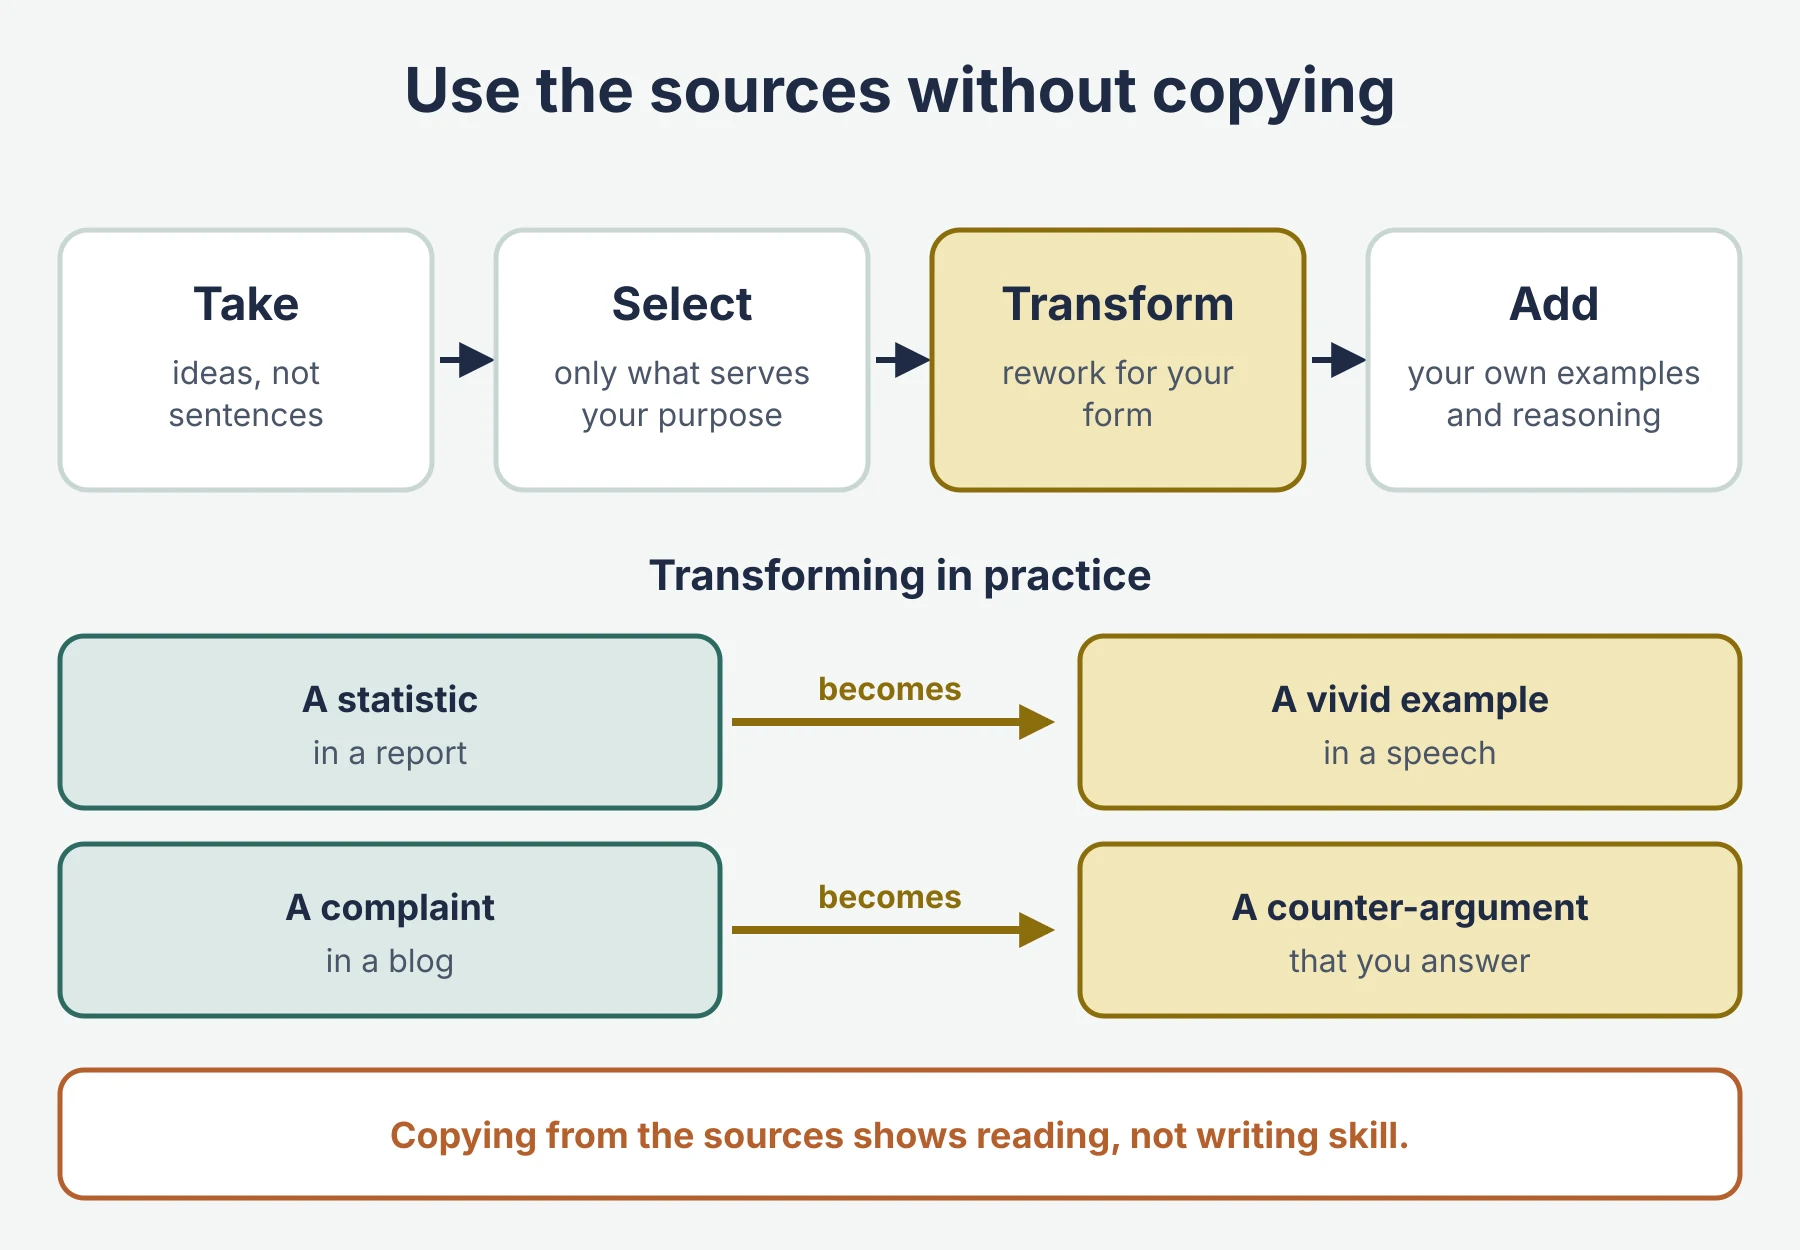 Use the sources without copying
Take
ideas, not
sentences
Select
only what serves
your purpose
Transform
rework for your
form
Add
your own examples
and reasoning
Transforming in practice
A statistic
in a report
becomes
A vivid example
in a speech
A complaint
in a blog
becomes
A counter-argument
that you answer
Copying from the sources shows reading, not writing skill.